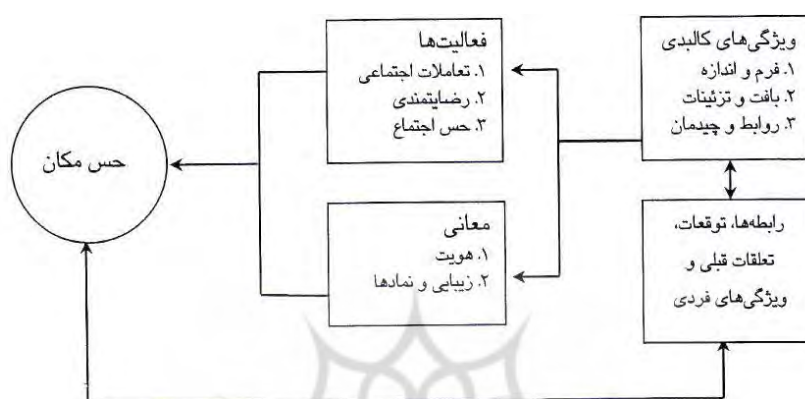 ویژگی‌های کالبدی
۱. فرم و اندازه
۲. بافت و تزئینات
۳. روابط و چیدمان
رابطه‌ها، توقعات،
تعلقات قبلی و
ویژگی‌های فردی
فعالیت‌ها
۱. تعاملات اجتماعی
۲. رضایتمندی
۳. حس اجتماع
معانی
۱. هویت
۲. زیبایی و نمادها
حس مکان